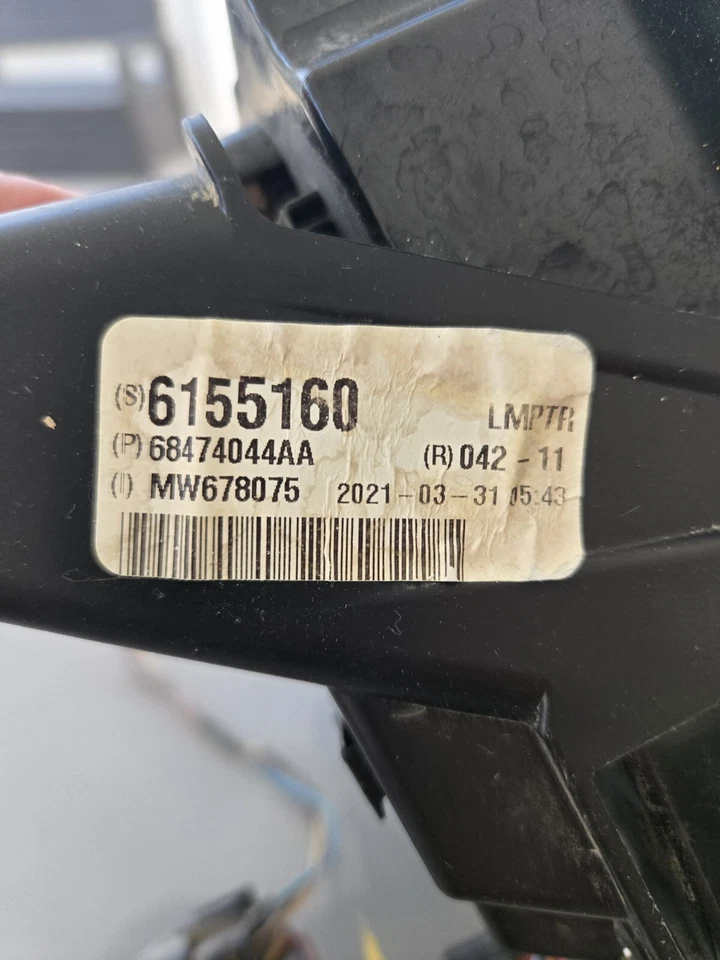 (S) 6155160 LMPTR
(P) 68474044AA (R) 042-11
(I) MW678075 2021-03-31 05:43